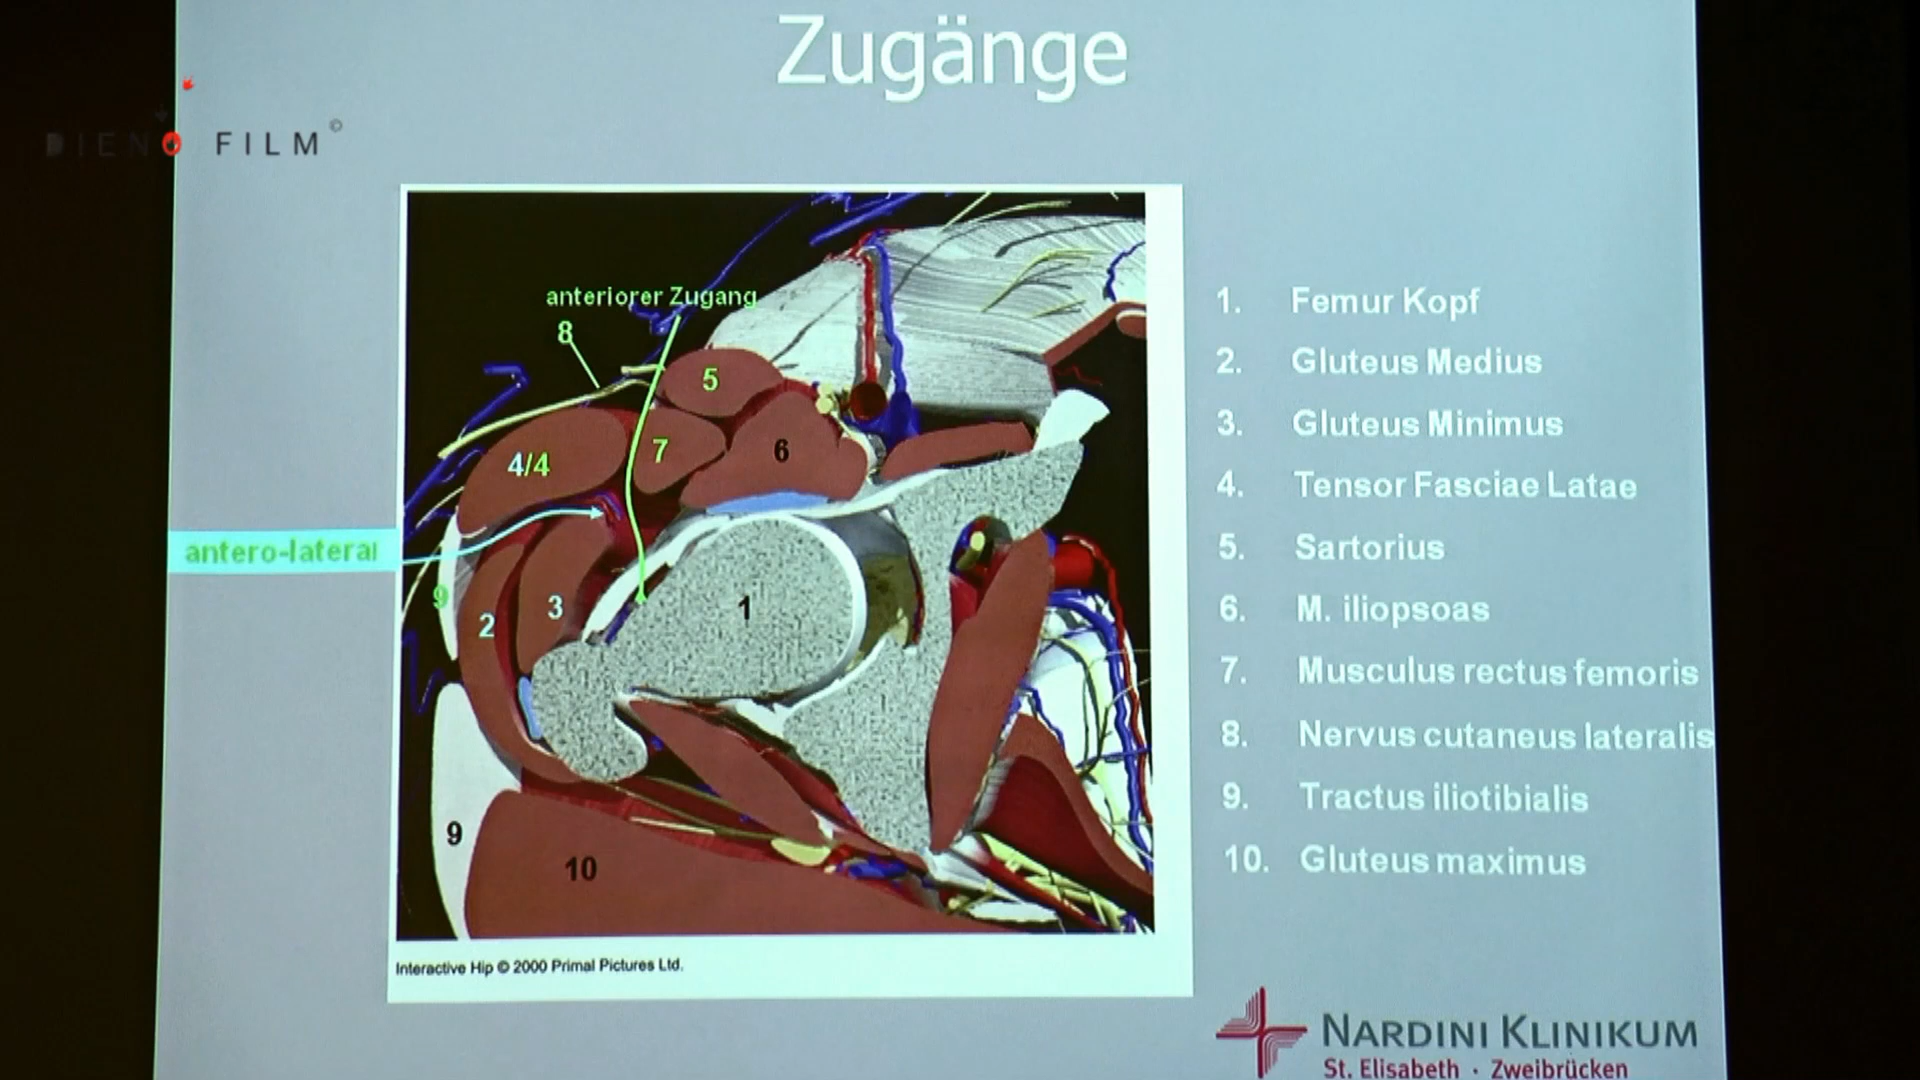 Zugänge
DIENO FILM©
anteriorer Zugang
8
5
4/4
7
6
antero-lateral
9
2
3
1
9
10
Interactive Hip © 2000 Primal Pictures Ltd.
1. Femur Kopf
2. Gluteus Medius
3. Gluteus Minimus
4. Tensor Fasciae Latae
5. Sartorius
6. M. iliopsoas
7. Musculus rectus femoris
8. Nervus cutaneus lateralis
9. Tractus iliotibialis
10. Gluteus maximus
NARDINI KLINIKUM
St. Elisabeth · Zweibrücken